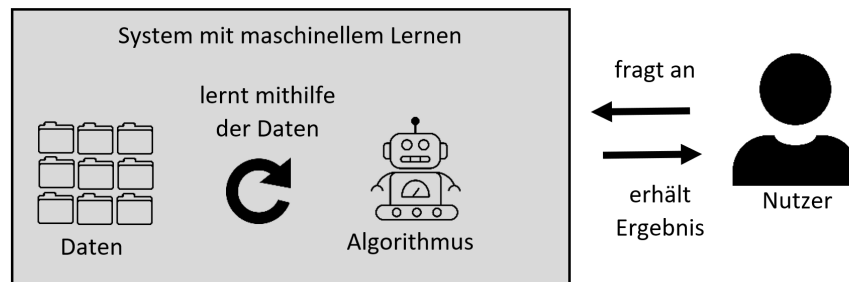 System mit maschinellem Lernen
lernt mithilfe
der Daten
Daten
Algorithmus
fragt an
erhält
Ergebnis
Nutzer